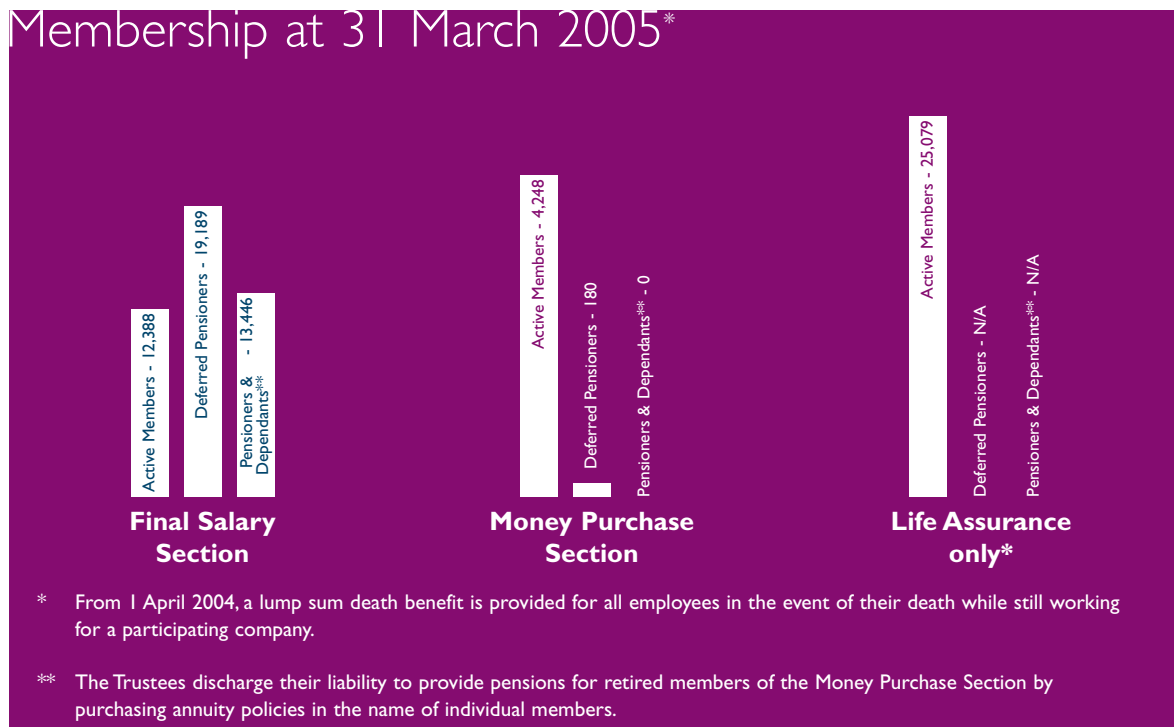 Membership at 31 March 2005*
Active Members - 12,388
Deferred Pensioners - 19,189
Pensioners & - 13,446
Dependants**
Final Salary
Section
Active Members - 4,248
Deferred Pensioners - 180
Pensioners & Dependants** - 0
Money Purchase
Section
Active Members - 25,079
Deferred Pensioners - N/A
Pensioners & Dependants** - N/A
Life Assurance
only*
* From 1 April 2004, a lump sum death benefit is provided for all employees in the event of their death while still working
for a participating company.
** The Trustees discharge their liability to provide pensions for retired members of the Money Purchase Section by
purchasing annuity policies in the name of individual members.